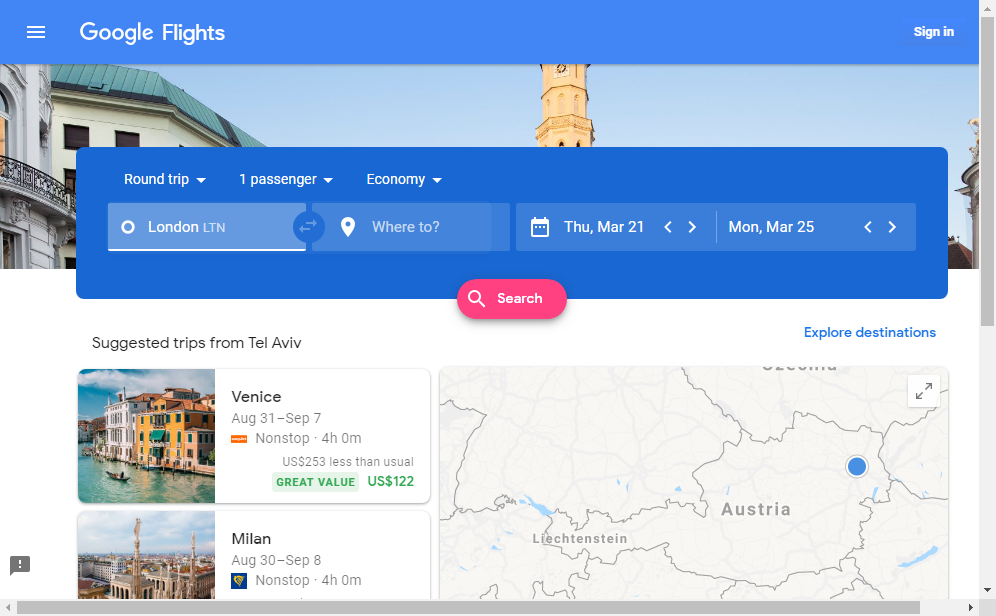 Google Flights
Sign in
Round trip
1 passenger
Economy
London LTN
Where to?
Thu, Mar 21
Mon, Mar 25
Search
Suggested trips from Tel Aviv
Explore destinations
Venice
Aug 31–Sep 7
Nonstop · 4h 0m
US$253 less than usual
GREAT VALUE US$122
Milan
Aug 30–Sep 8
Nonstop · 4h 0m
Czechia
Austria
Liechtenstein